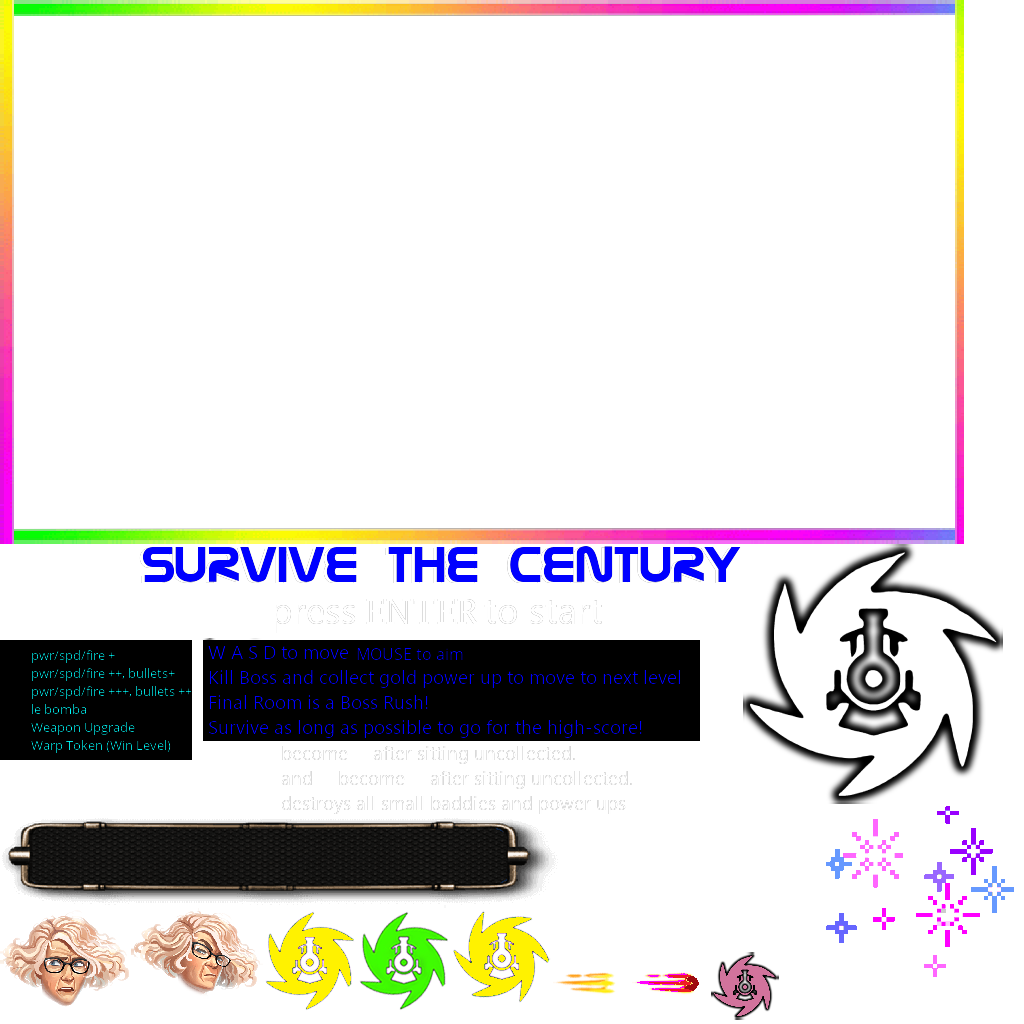 SURVIVE THE CENTURY
press ENTER to start
pwr/spd/fire +
pwr/spd/fire ++, bullets+
pwr/spd/fire +++, bullets ++
le bomba
Weapon Upgrade
Warp Token (Win Level)
W A S D to move MOUSE to aim
Kill Boss and collect gold power up to move to next level
Final Room is a Boss Rush!
Survive as long as possible to go for the high-score!
become after sitting uncollected.
and become after sitting uncollected.
destroys all small baddies and power ups